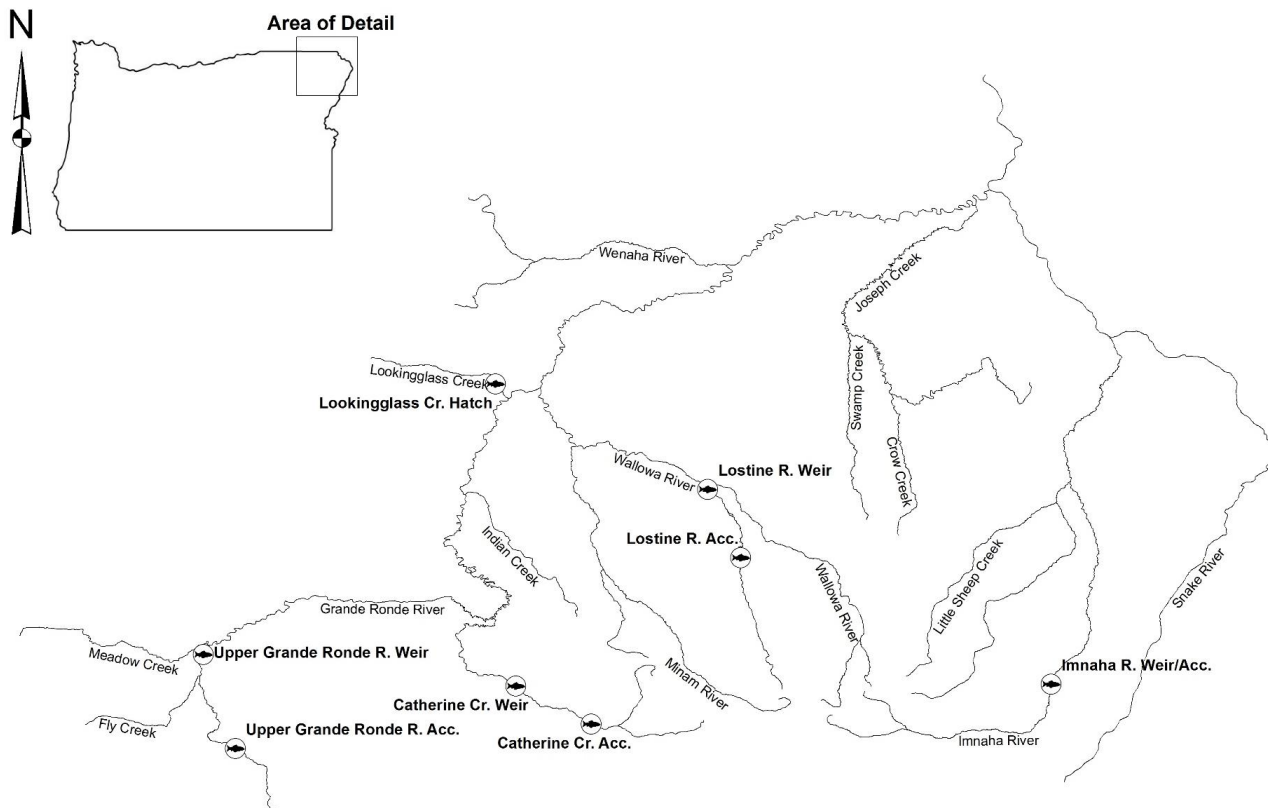 N
Area of Detail
Wenaha River
Joseph Creek
Lookingglass Creek
Lookingglass Cr. Hatch
Swamp Creek
Crow Creek
Wallowa River
Lostine R. Weir
Indian Creek
Lostine R. Acc.
Wallowa River
Little Sheep Creek
Snake River
Grande Ronde River
Meadow Creek
Upper Grande Ronde R. Weir
Minam River
Imnaha R. Weir/Acc.
Catherine Cr. Weir
Fly Creek
Upper Grande Ronde R. Acc.
Catherine Cr. Acc.
Imnaha River